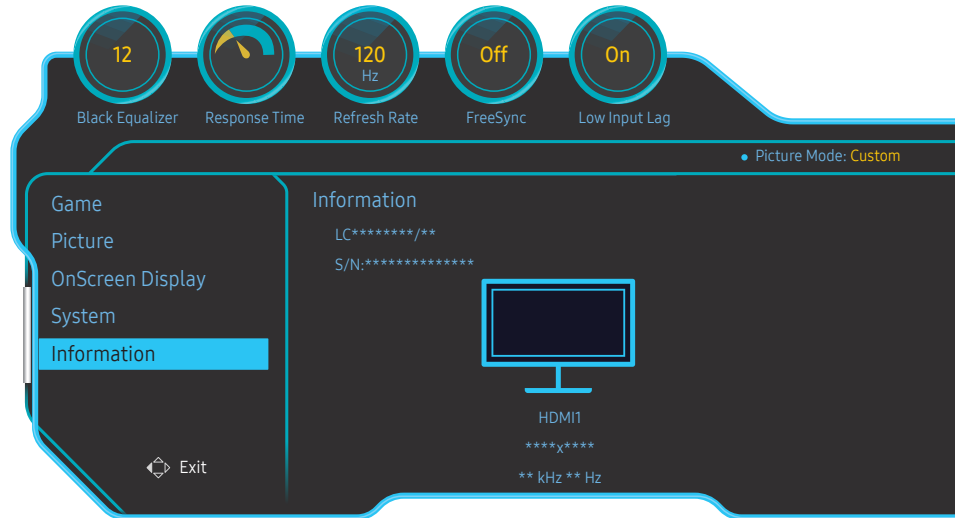 12
120
Hz
Off
On
Black Equalizer
Response Time
Refresh Rate
FreeSync
Low Input Lag
● Picture Mode: Custom
Game
Picture
OnScreen Display
System
Information
Exit
Information
LC********/**
S/N:**************
HDMI1
****x****
** kHz ** Hz